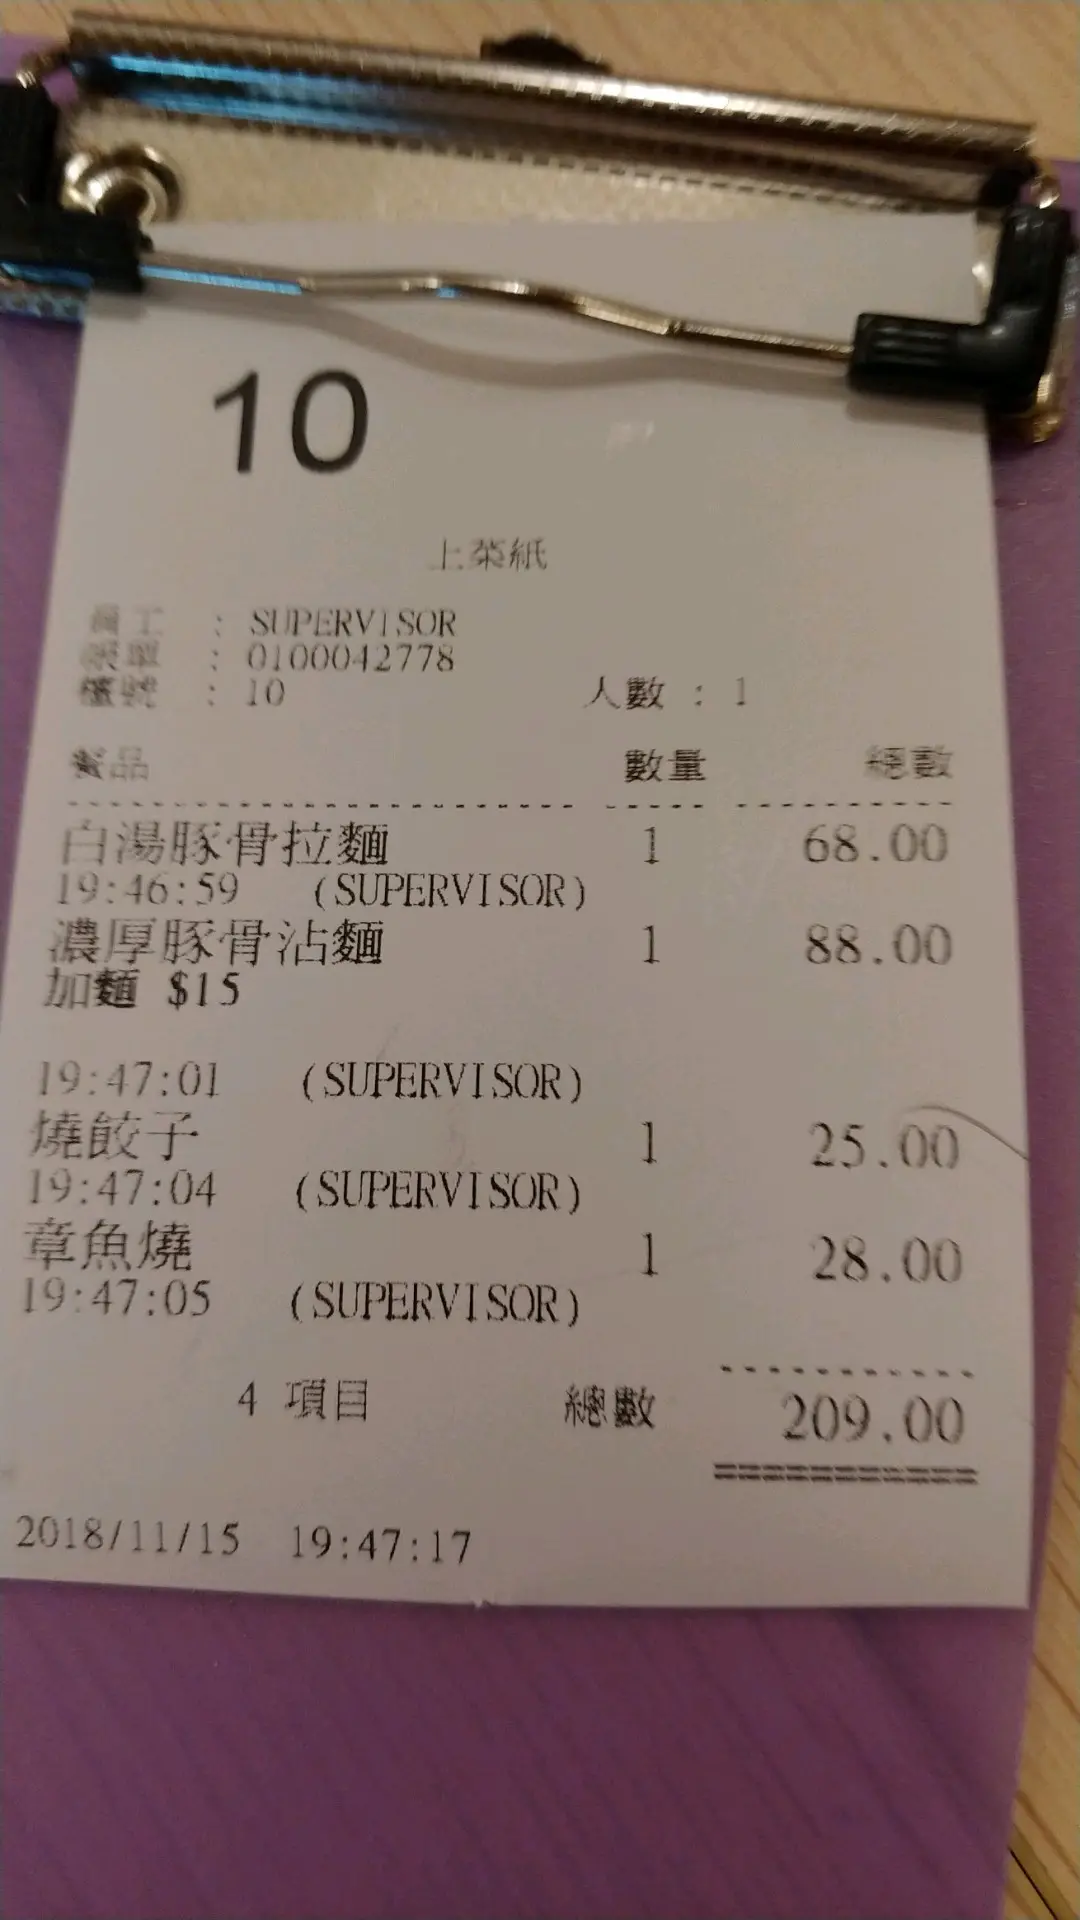 10
上菜紙
員工 : SUPERVISOR
帳單 : 0100042778
檯號 : 10 人數 : 1
餐品 數量 總數
白湯豚骨拉麵 1 68.00
19:46:59 (SUPERVISOR)
濃厚豚骨沾麵 1 88.00
加麵 $15
19:47:01 (SUPERVISOR)
燒餃子 1 25.00
19:47:04 (SUPERVISOR)
章魚燒 1 28.00
19:47:05 (SUPERVISOR)
4 項目 總數 209.00
2018/11/15 19:47:17